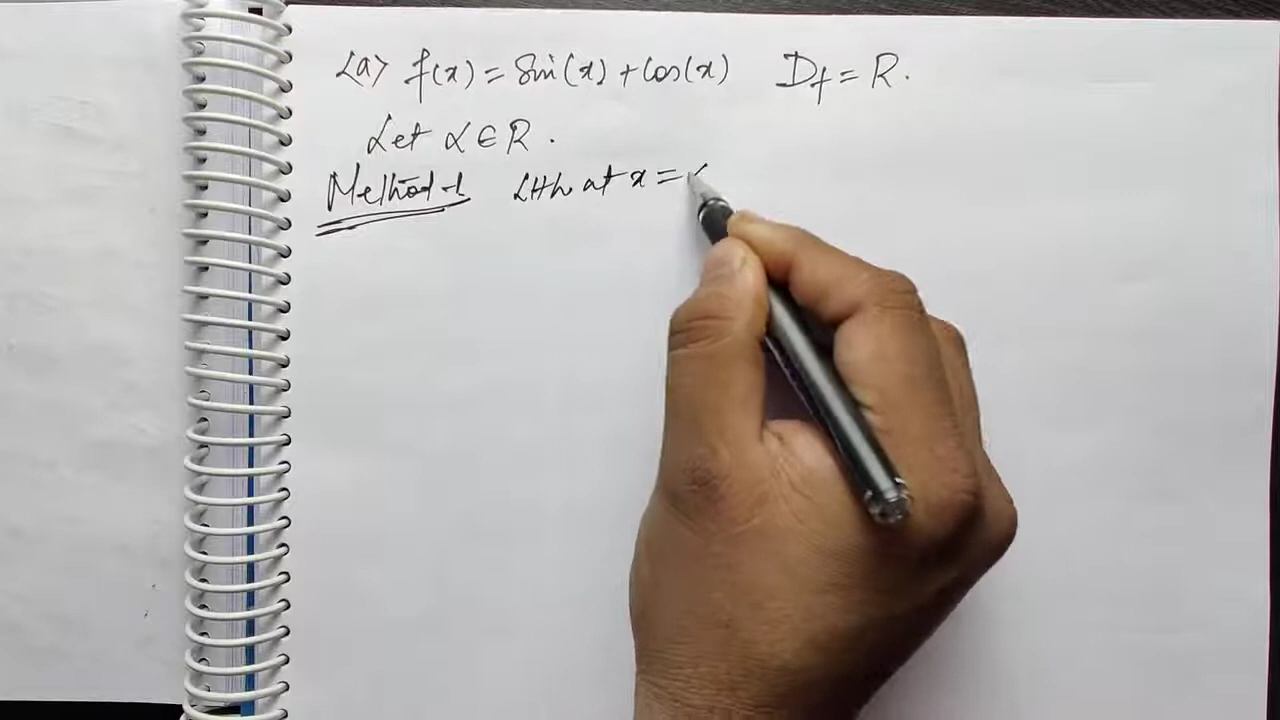 <a> f(x) = Sin(x) + Cos(x) Df = R.
Let α ∈ R.
Method-1 LHL at x = α